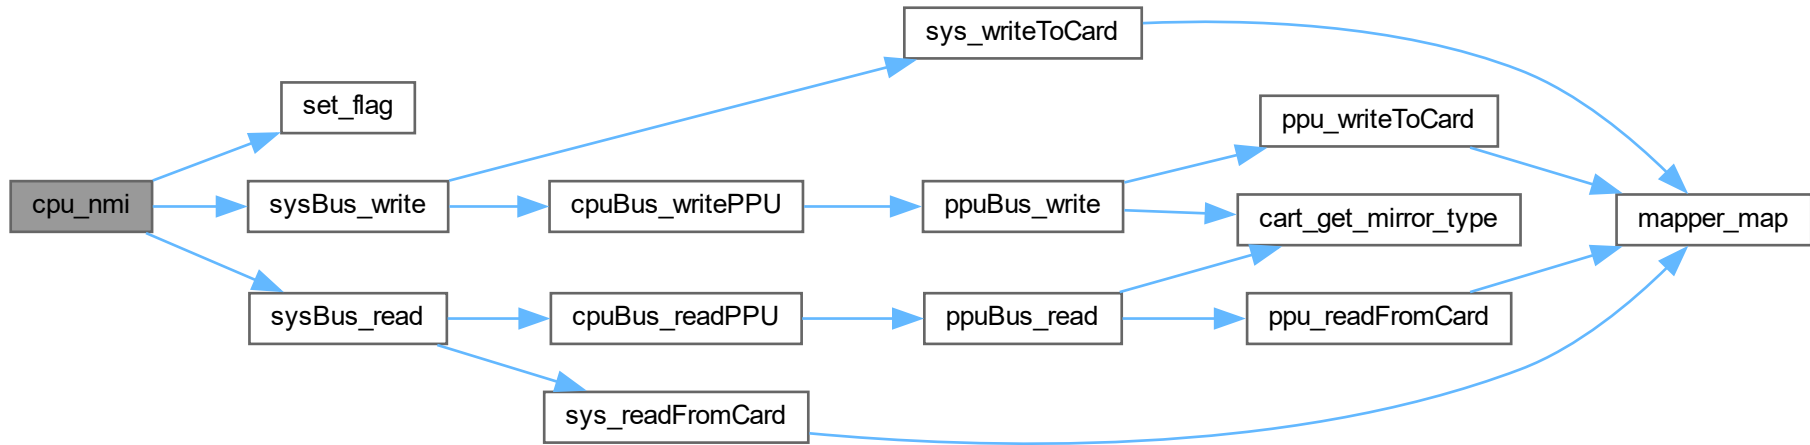 cpu_nmi
set_flag
sysBus_write
sysBus_read
sys_writeToCard
cpuBus_writePPU
cpuBus_readPPU
sys_readFromCard
ppuBus_write
ppuBus_read
ppu_writeToCard
cart_get_mirror_type
ppu_readFromCard
mapper_map